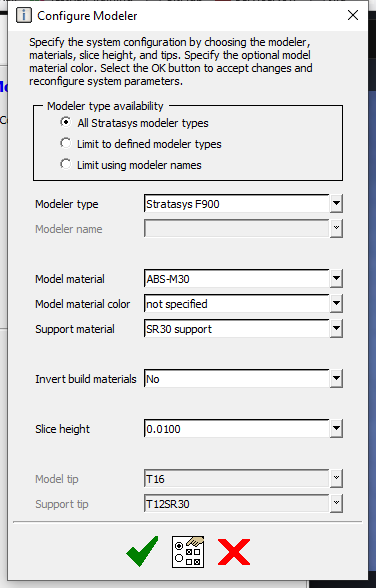 Configure Modeler
Specify the system configuration by choosing the modeler,
materials, slice height, and tips. Specify the optional model
material color. Select the OK button to accept changes and
reconfigure system parameters.
Modeler type availability
All Stratasys modeler types
Limit to defined modeler types
Limit using modeler names
Modeler type Stratasys F900
Modeler name
Model material ABS-M30
Model material color not specified
Support material SR30 support
Invert build materials No
Slice height 0.0100
Model tip T16
Support tip T12SR30